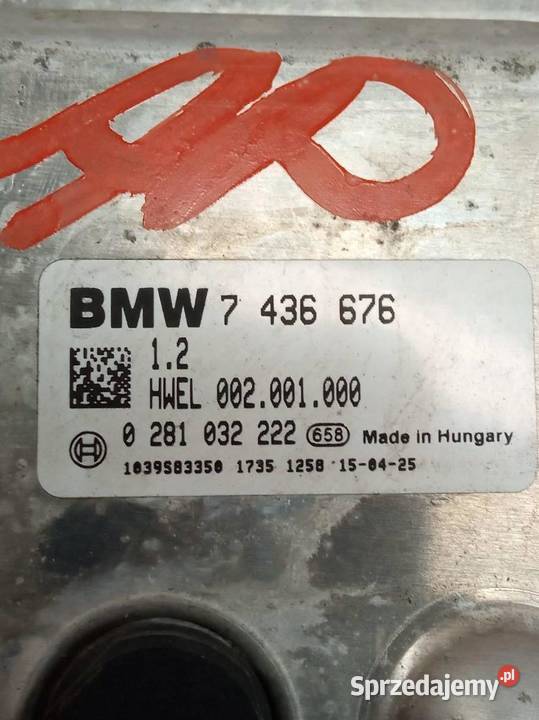 AD
BMW 7 436 676
1.2
HWEL 002.001.000
0 281 032 222 658 Made in Hungary
1039S83350 1735 1258 15-04-25
Sprzedajemy.pl